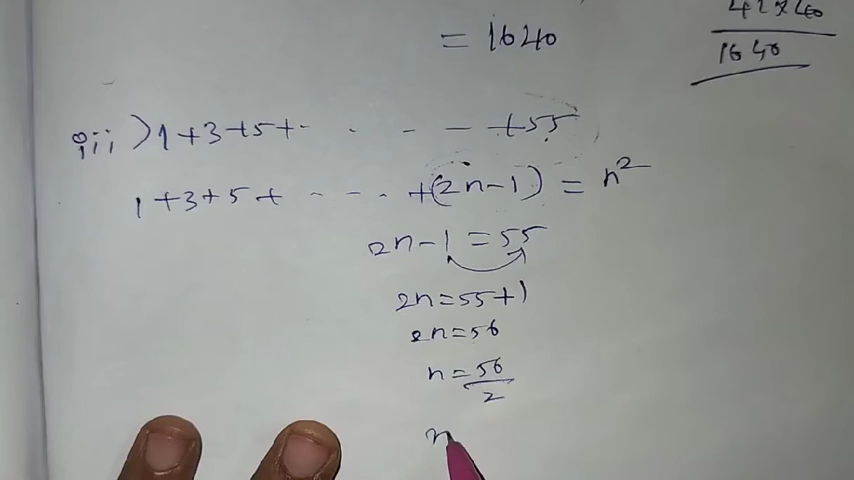 42×40
= 1640
1640
iii) 1+3+5+- . - - +55
1+3+5+ - - - . +(2n-1) = n²
2n-1=55
2n=55+1
2n=56
n=56/2
n